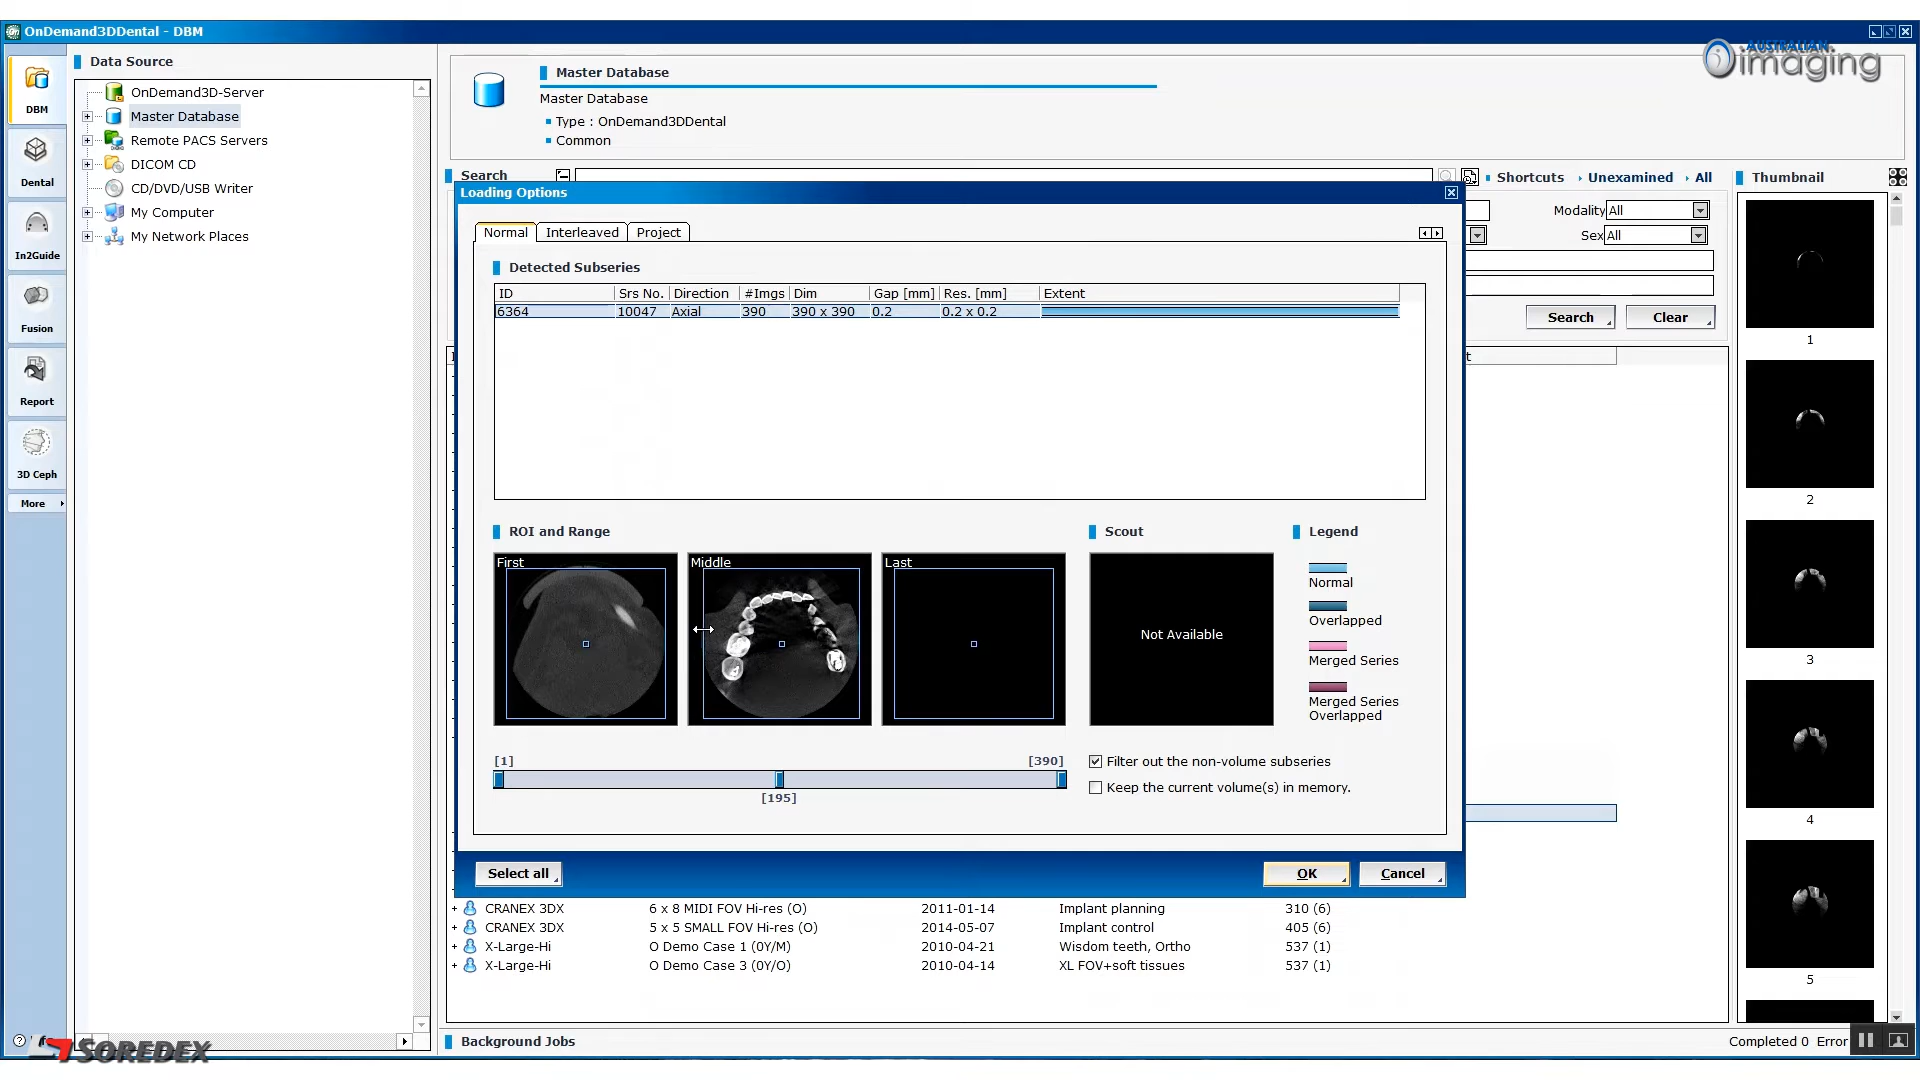 OnDemand3DDental - DBM
AUSTRALIAN
imaging
DBM
Dental
In2Guide
Fusion
Report
3D Ceph
More
Data Source
OnDemand3D-Server
Master Database
Remote PACS Servers
DICOM CD
CD/DVD/USB Writer
My Computer
My Network Places
SOREDEX
Master Database
Master Database
Type : OnDemand3DDental
Common
Search
Shortcuts Unexamined All
Modality All
Sex All
Search Clear
Thumbnail
1
2
3
4
5
Loading Options
Normal Interleaved Project
Detected Subseries
ID Srs No. Direction #Imgs Dim Gap [mm] Res. [mm] Extent
6364 10047 Axial 390 390 x 390 0.2 0.2 x 0.2
ROI and Range
First Middle Last
[1] [390]
[195]
Scout
Not Available
Legend
Normal
Overlapped
Merged Series
Merged Series
Overlapped
Filter out the non-volume subseries
Keep the current volume(s) in memory.
Select all OK Cancel
CRANEX 3DX 6 x 8 MIDI FOV Hi-res (O) 2011-01-14 Implant planning 310 (6)
CRANEX 3DX 5 x 5 SMALL FOV Hi-res (O) 2014-05-07 Implant control 405 (6)
X-Large-Hi O Demo Case 1 (0Y/M) 2010-04-21 Wisdom teeth, Ortho 537 (1)
X-Large-Hi O Demo Case 3 (0Y/O) 2010-04-14 XL FOV+soft tissues 537 (1)
Background Jobs
Completed 0 Error